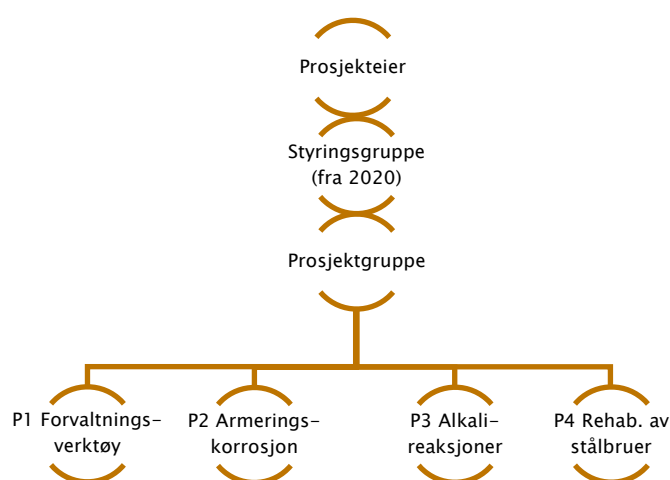 Prosjekteier
Styringsgruppe
(fra 2020)
Prosjektgruppe
P1 Forvaltnings-
verktøy
P2 Armerings-
korrosjon
P3 Alkali-
reaksjoner
P4 Rehab. av
stålbruer